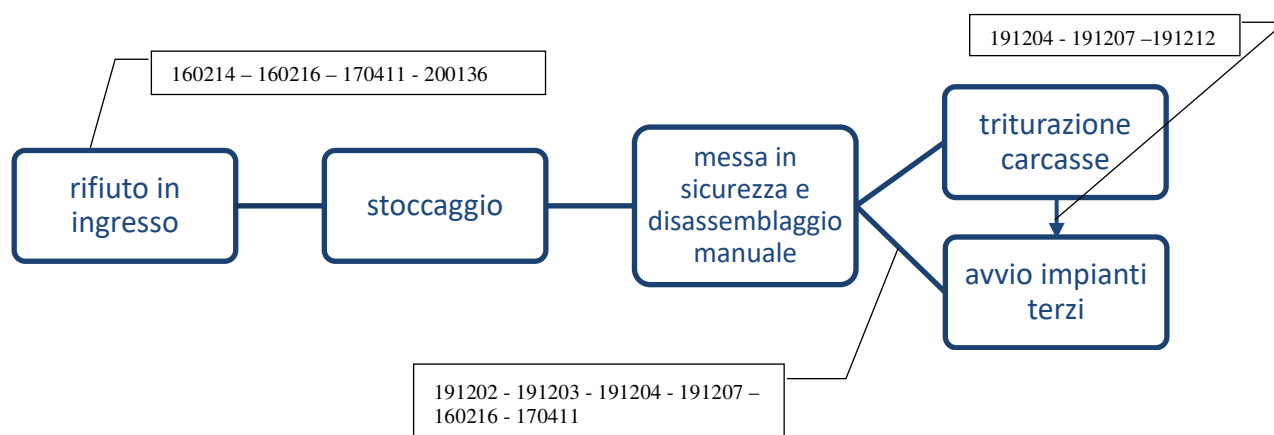 191204 - 191207 –191212
160214 – 160216 – 170411 - 200136
rifiuto in
ingresso
stoccaggio
messa in
sicurezza e
disassemblaggio
manuale
triturazione
carcasse
avvio impianti
terzi
191202 - 191203 - 191204 - 191207 –
160216 - 170411